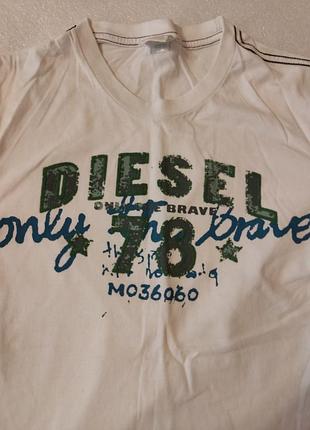 DIESEL
ONLY THE BRAVE
only the brave
78
MO36060